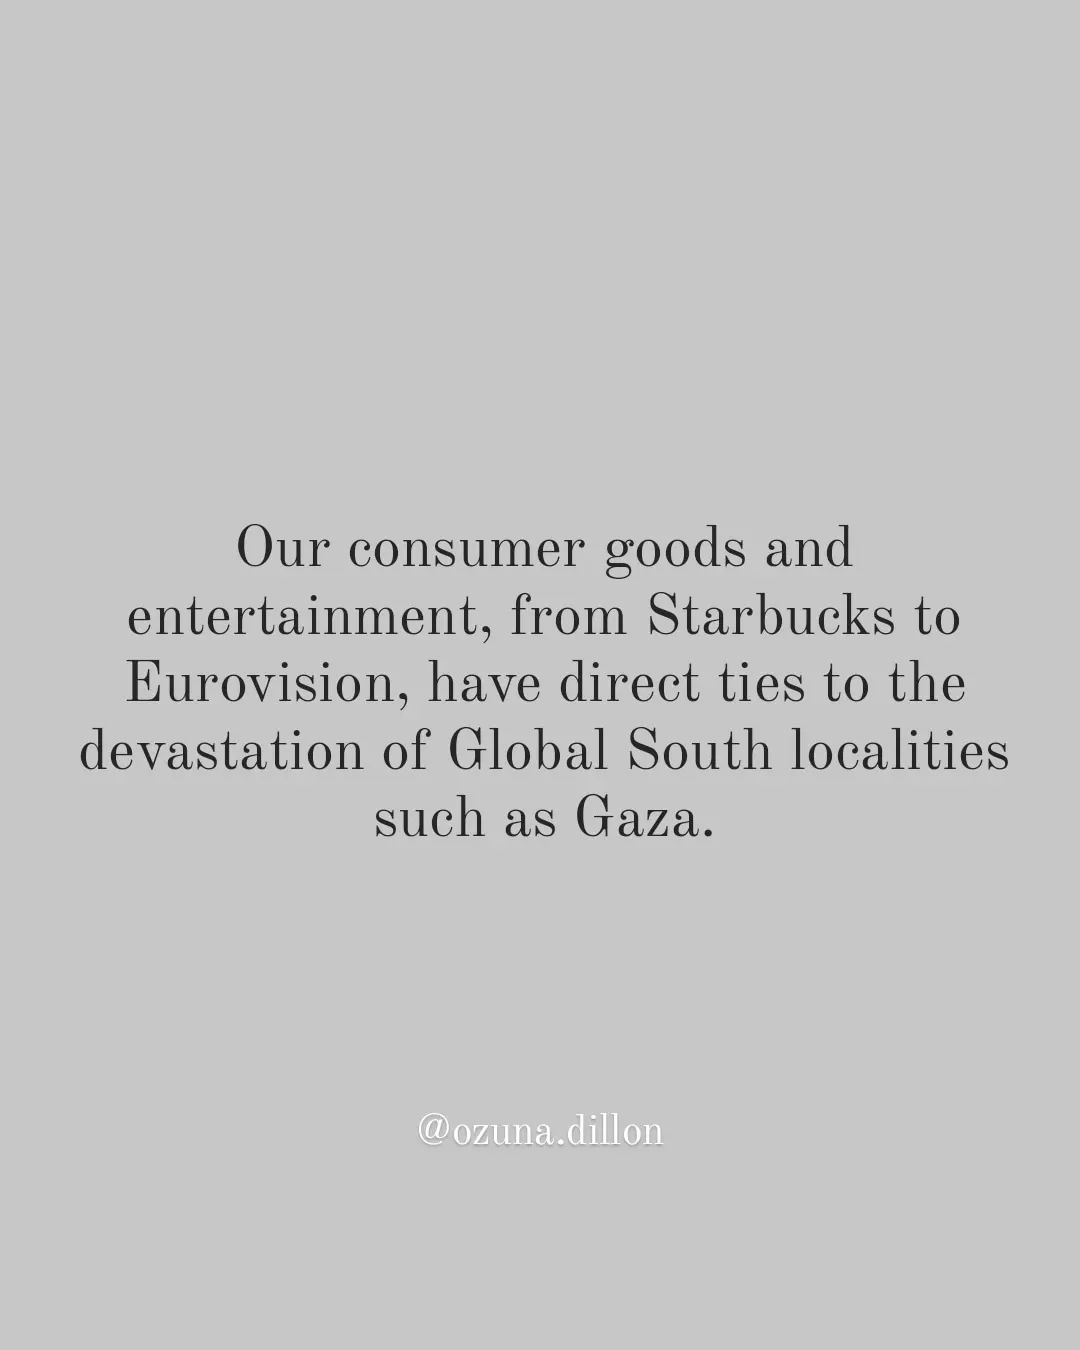 Our consumer goods and
entertainment, from Starbucks to
Eurovision, have direct ties to the
devastation of Global South localities
such as Gaza.
@ozuna.dillon